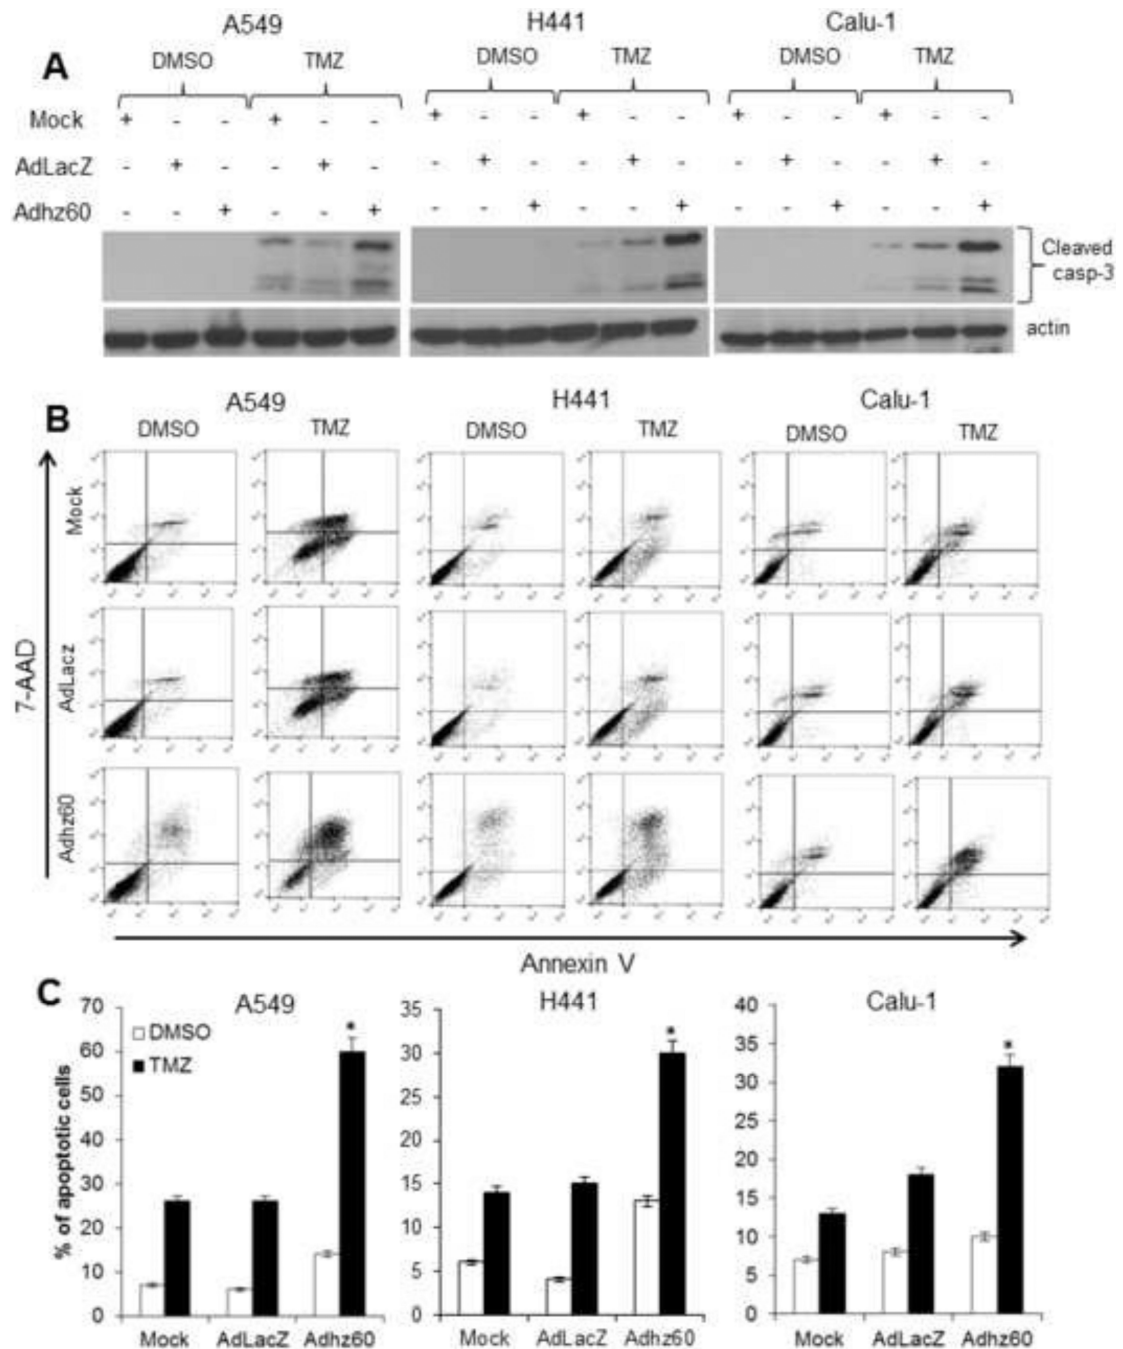 A549 H441 Calu-1
A DMSO TMZ DMSO TMZ DMSO TMZ
Mock + - - + - - + - - + - - + - - + - -
AdLacZ - + - - + - - + - - + - - + - - + -
Adhz60 - - + - - + - - + - - + - - + - - +
Cleaved
casp-3
actin
B A549 H441 Calu-1
DMSO TMZ DMSO TMZ DMSO TMZ
7-AAD
Mock
AdLacz
Adhz60
Annexin V
C A549 H441 Calu-1
% of apoptotic cells
DMSO
TMZ
70
60
50
40
30
20
10
0
*
Mock AdLacZ Adhz60
35
30
25
20
15
10
5
0
*
Mock AdLacZ Adhz60
40
35
30
25
20
15
10
5
0
*
Mock AdLacZ Adhz60